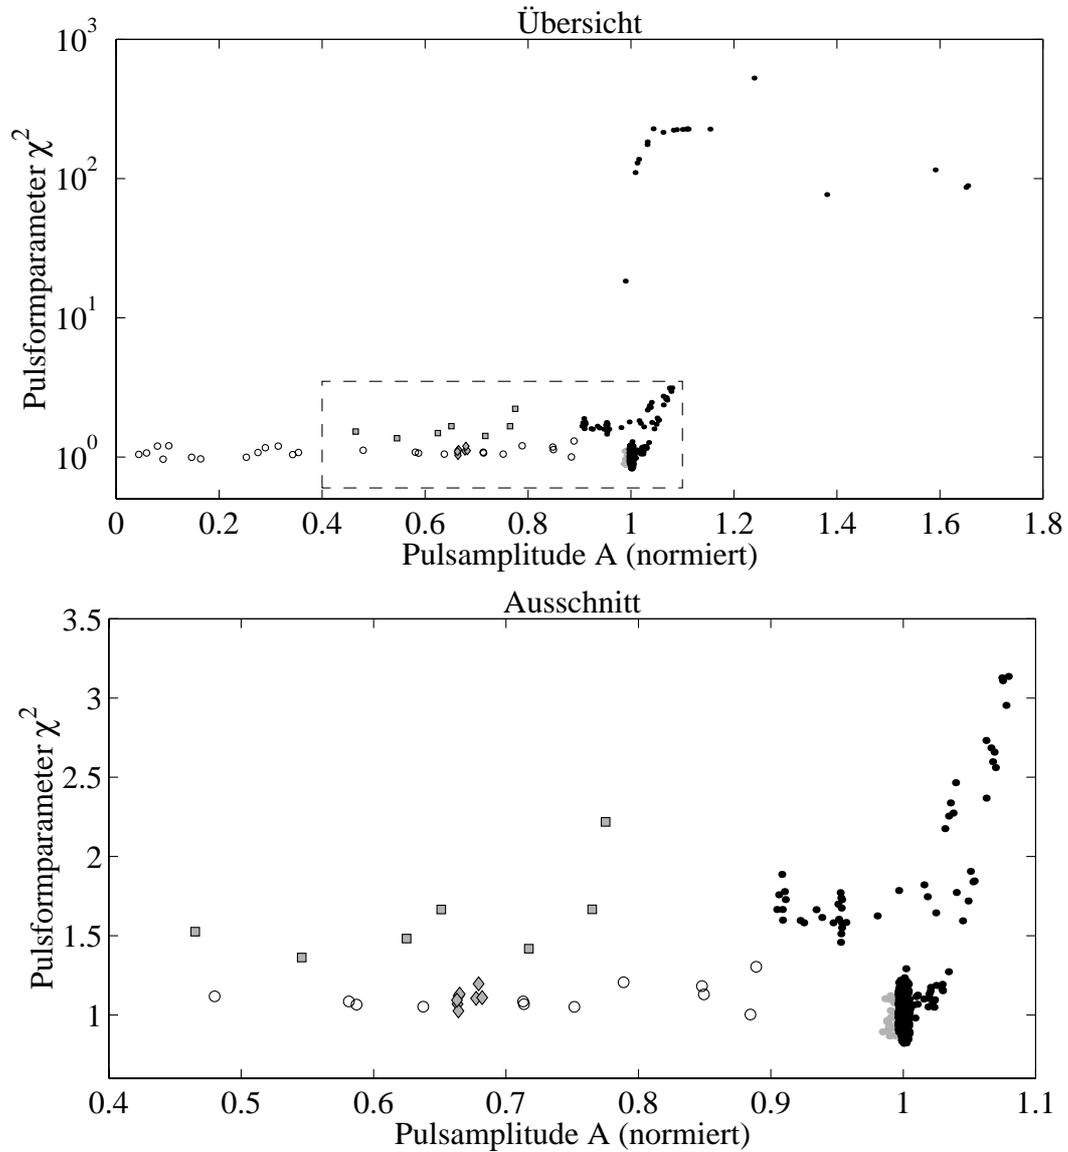 Übersicht
10^3
10^2
10^1
10^0
Pulsformparameter χ^2
0 0.2 0.4 0.6 0.8 1 1.2 1.4 1.6 1.8
Pulsamplitude A (normiert)
Ausschnitt
3.5
3
2.5
2
1.5
1
Pulsformparameter χ^2
0.4 0.5 0.6 0.7 0.8 0.9 1 1.1
Pulsamplitude A (normiert)